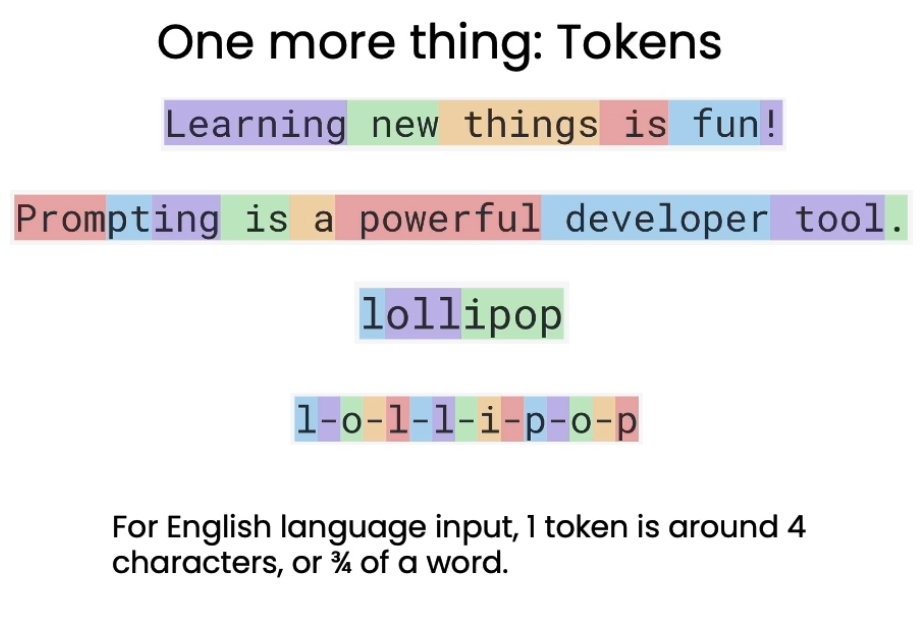 One more thing: Tokens
Learning new things is fun!
Prompting is a powerful developer tool.
lollipop
l-o-l-l-i-p-o-p
For English language input, 1 token is around 4
characters, or ¾ of a word.